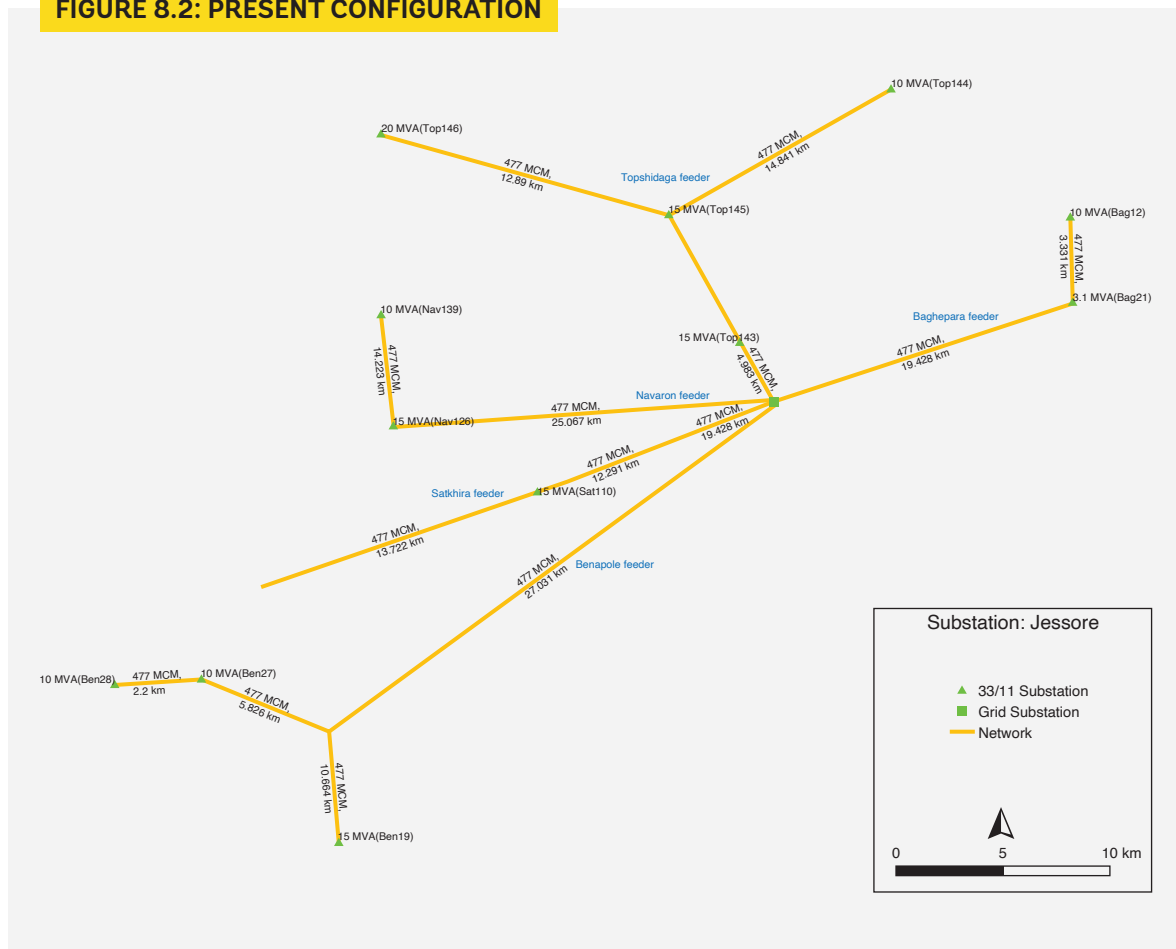 FIGURE 8.2: PRESENT CONFIGURATION
10 MVA(Top144)
20 MVA(Top146)
477 MCM,
14.841 km
477 MCM,
12.89 km
Topshidaga feeder
15 MVA(Top145)
10 MVA(Bag12)
477 MCM,
3.331 km
3.1 MVA(Bag21)
10 MVA(Nav139)
Baghepara feeder
15 MVA(Top143)
477 MCM,
4.983 km
477 MCM,
19.428 km
477 MCM,
14.223 km
Navaron feeder
477 MCM,
25.067 km
15 MVA(Nav126)
477 MCM,
19.428 km
477 MCM,
12.291 km
Satkhira feeder
15 MVA(Sat110)
477 MCM,
13.722 km
477 MCM,
27.031 km
Benapole feeder
Substation: Jessore
10 MVA(Ben28)
477 MCM,
2.2 km
10 MVA(Ben27)
477 MCM,
5.826 km
33/11 Substation
Grid Substation
Network
477 MCM,
10.664 km
15 MVA(Ben19)
0 5 10 km